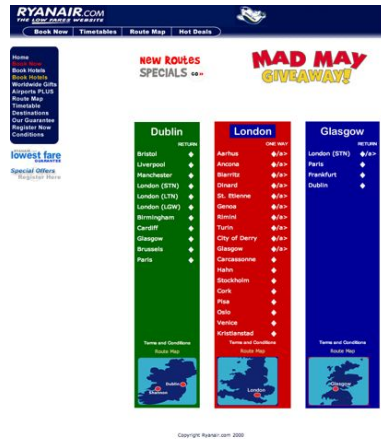 RYANAIR.COM
THE LOW FARES WEBSITE
Book Now Timetables Route Map Hot Deals
Home
Book Now
Book Hotels
Book Hotels
Worldwide Gifts
Airports PLUS
Route Map
Timetable
Destinations
Our Guarantee
Register Now
Conditions
lowest fare
GUARANTEE
Special Offers
Register Here
NEW ROUTES
SPECIALS GO »
MAD MAY
GIVEAWAY!
Dublin
RETURN
Bristol
Liverpool
Manchester
London (STN)
London (LTN)
London (LGW)
Birmingham
Cardiff
Glasgow
Brussels
Paris
Terms and Conditions
Route Map
Dublin
Shannon
London
ONE WAY
Aarhus /a>
Ancona /a>
Biarritz /a>
Dinard /a>
St. Etienne /a>
Genoa /a>
Rimini /a>
Turin /a>
City of Derry /a>
Glasgow /a>
Carcassonne
Hahn
Stockholm
Cork
Pisa
Oslo
Venice
Kristianstad
Terms and Conditions
Route Map
London
Glasgow
RETURN
London (STN)
Paris
Frankfurt
Dublin
Terms and Conditions
Route Map
Glasgow
Copyright Ryanair.com 2000